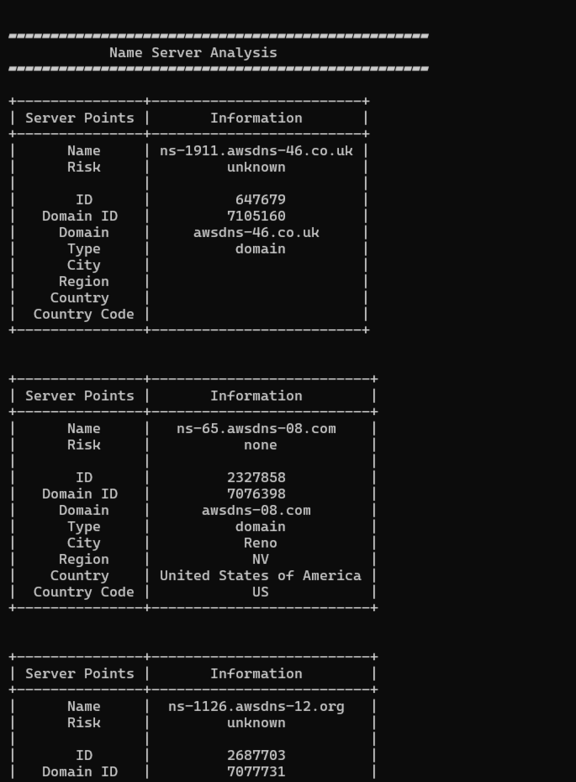 Name Server Analysis
Server Points | Information
Name | ns-1911.awsdns-46.co.uk
Risk | unknown
ID | 647679
Domain ID | 7105160
Domain | awsdns-46.co.uk
Type | domain
City |
Region |
Country |
Country Code |
Server Points | Information
Name | ns-65.awsdns-08.com
Risk | none
ID | 2327858
Domain ID | 7076398
Domain | awsdns-08.com
Type | domain
City | Reno
Region | NV
Country | United States of America
Country Code | US
Server Points | Information
Name | ns-1126.awsdns-12.org
Risk | unknown
ID | 2687703
Domain ID | 7077731